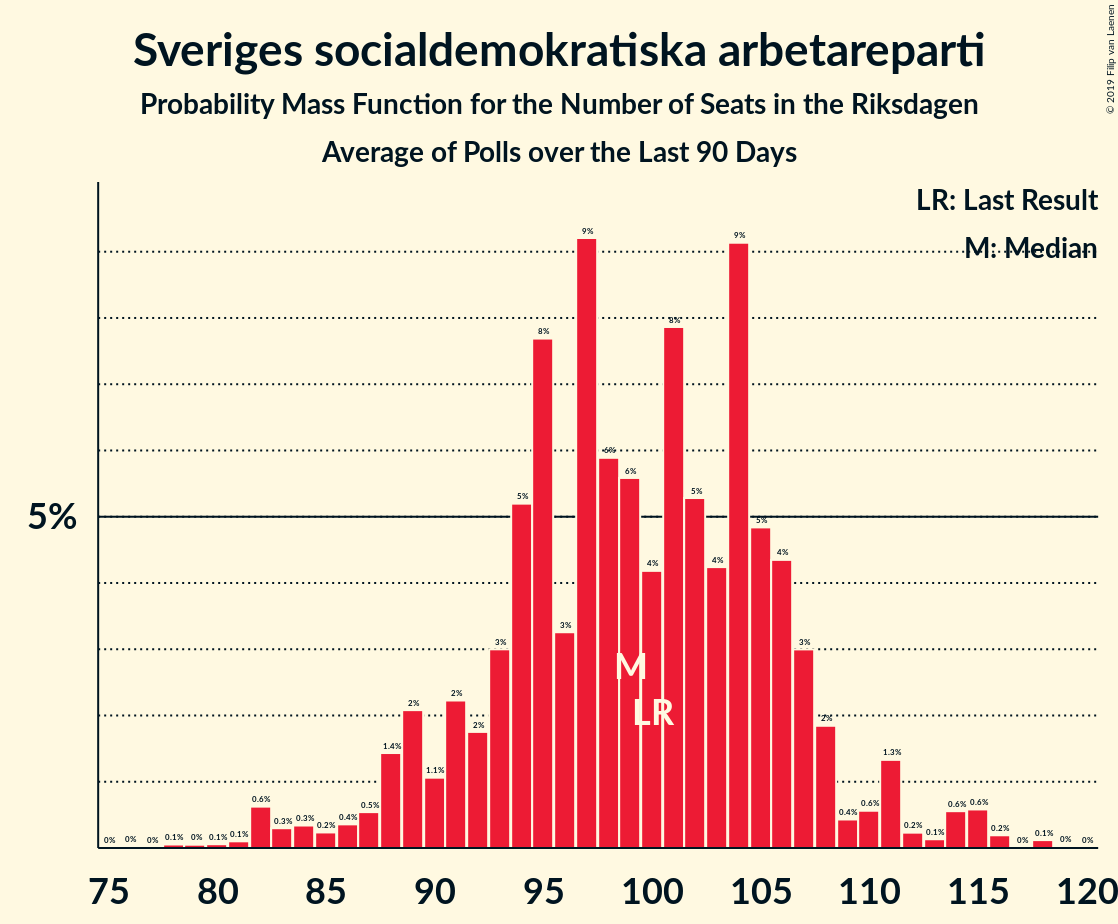 © 2019 Filip van Laenen
Sveriges socialdemokratiska arbetareparti
Probability Mass Function for the Number of Seats in the Riksdagen
Average of Polls over the Last 90 Days
LR: Last Result
M: Median
5%
0% 0% 0% 0.1% 0% 0.1% 0.1% 0.6% 0.3% 0.3% 0.2% 0.4% 0.5% 1.4% 2% 1.1% 2% 2% 3% 5% 8% 3% 9% 6% 6% 4% 8% 5% 4% 9% 5% 4% 3% 2% 0.4% 0.6% 1.3% 0.2% 0.1% 0.6% 0.6% 0.2% 0% 0.1% 0% 0%
M
LR
75 80 85 90 95 100 105 110 115 120